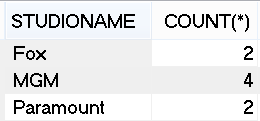 STUDIONAME COUNT(*)
Fox 2
MGM 4
Paramount 2